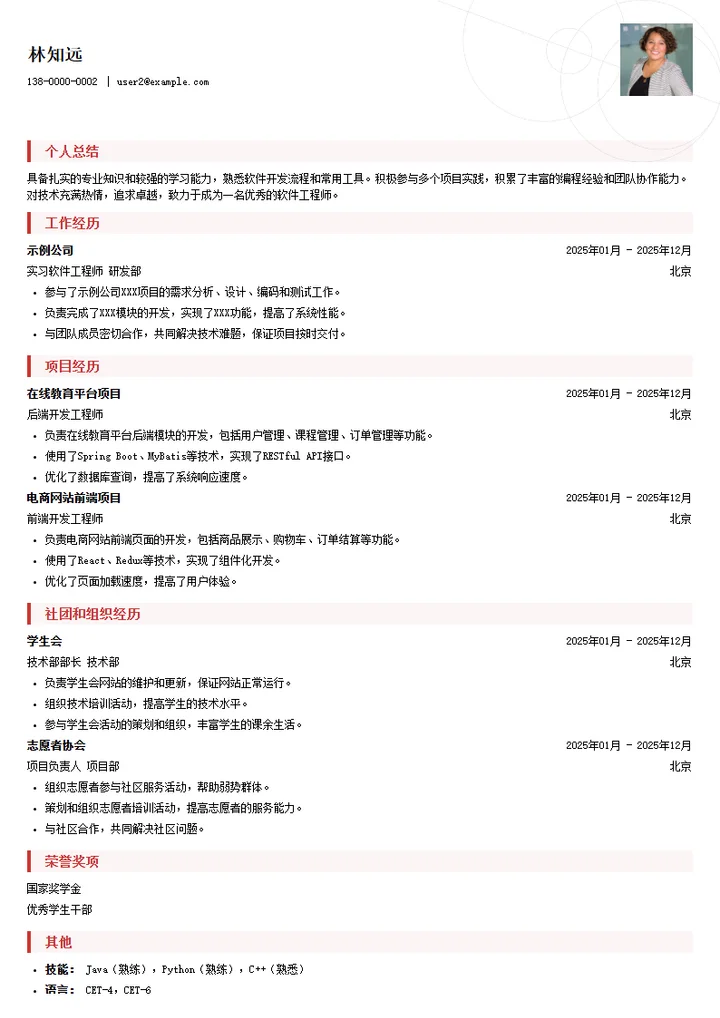 林知远
138-0000-0002 | user2@example.com
个人总结
具备扎实的专业知识和较强的学习能力，熟悉软件开发流程和常用工具。积极参与多个项目实践，积累了丰富的编程经验和团队协作能力。
对技术充满热情，追求卓越，致力于成为一名优秀的软件工程师。
工作经历
示例公司 2025年01月 - 2025年12月
实习软件工程师 研发部 北京
• 参与了示例公司XXX项目的需求分析、设计、编码和测试工作。
• 负责完成了XXX模块的开发，实现了XXX功能，提高了系统性能。
• 与团队成员密切合作，共同解决技术难题，保证项目按时交付。
项目经历
在线教育平台项目 2025年01月 - 2025年12月
后端开发工程师 北京
• 负责在线教育平台后端模块的开发，包括用户管理、课程管理、订单管理等功能。
• 使用了Spring Boot、MyBatis等技术，实现了RESTful API接口。
• 优化了数据库查询，提高了系统响应速度。
电商网站前端项目 2025年01月 - 2025年12月
前端开发工程师 北京
• 负责电商网站前端页面的开发，包括商品展示、购物车、订单结算等功能。
• 使用了React、Redux等技术，实现了组件化开发。
• 优化了页面加载速度，提高了用户体验。
社团和组织经历
学生会 2025年01月 - 2025年12月
技术部部长 技术部 北京
• 负责学生会网站的维护和更新，保证网站正常运行。
• 组织技术培训活动，提高学生的技术水平。
• 参与学生会活动的策划和组织，丰富学生的课余生活。
志愿者协会 2025年01月 - 2025年12月
项目负责人 项目部 北京
• 组织志愿者参与社区服务活动，帮助弱势群体。
• 策划和组织志愿者培训活动，提高志愿者的服务能力。
• 与社区合作，共同解决社区问题。
荣誉奖项
国家奖学金
优秀学生干部
其他
• 技能： Java（熟练），Python（熟练），C++（熟悉）
• 语言： CET-4，CET-6